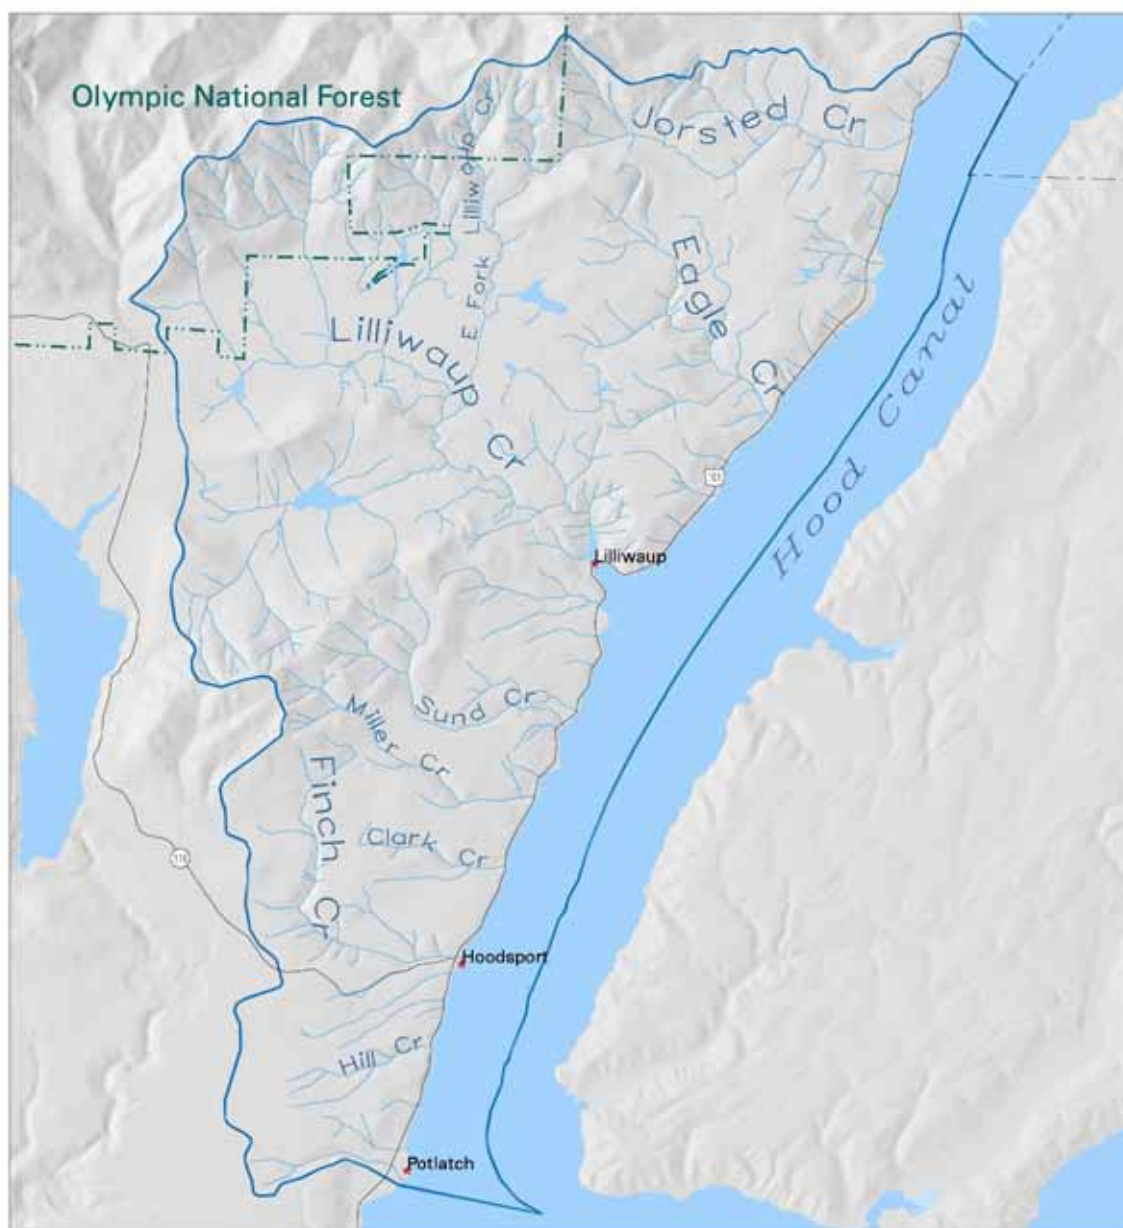 Olympic National Forest
Jorsted Cr
E Fork Lilliwaup Cr
Eagle Cr
Lilliwaup Cr
Hood Canal
101
Lilliwaup
Sund Cr
Miller Cr
Finch Cr
Clark Cr
119
Hoodsport
Hill Cr
Potlatch